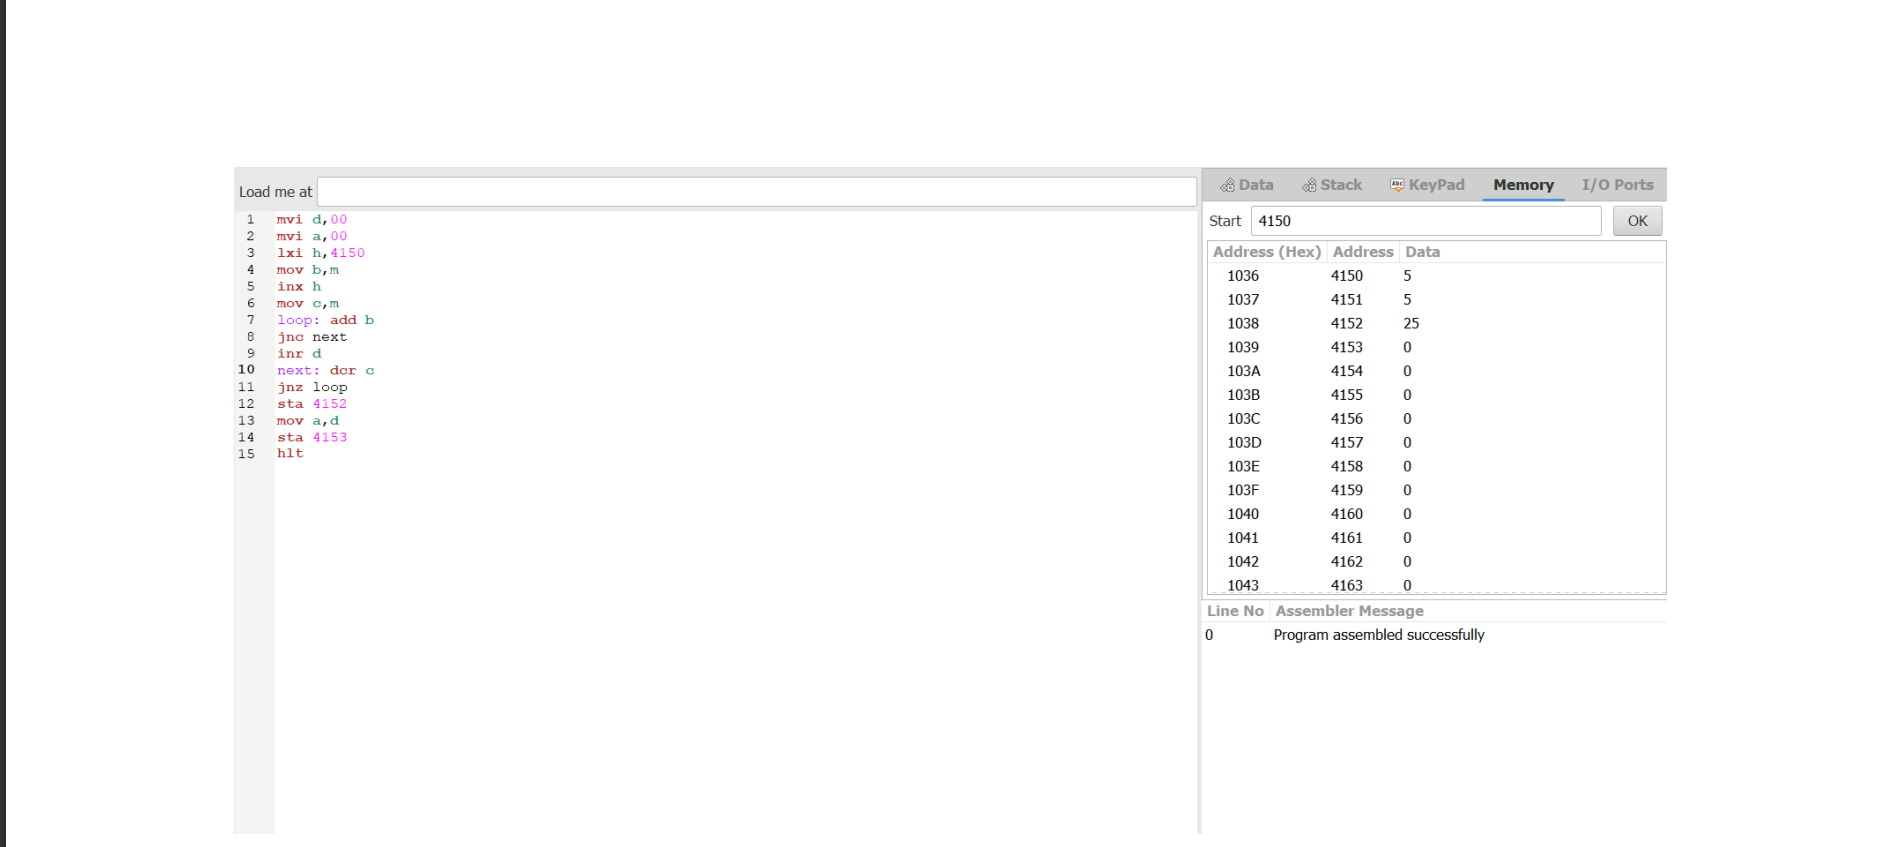 Load me at
1 mvi d,00
2 mvi a,00
3 lxi h,4150
4 mov b,m
5 inx h
6 mov c,m
7 loop: add b
8 jnc next
9 inr d
10 next: dcr c
11 jnz loop
12 sta 4152
13 mov a,d
14 sta 4153
15 hlt
Data Stack KeyPad Memory I/O Ports
Start 4150 OK
Address (Hex) Address Data
1036 4150 5
1037 4151 5
1038 4152 25
1039 4153 0
103A 4154 0
103B 4155 0
103C 4156 0
103D 4157 0
103E 4158 0
103F 4159 0
1040 4160 0
1041 4161 0
1042 4162 0
1043 4163 0
Line No Assembler Message
0 Program assembled successfully